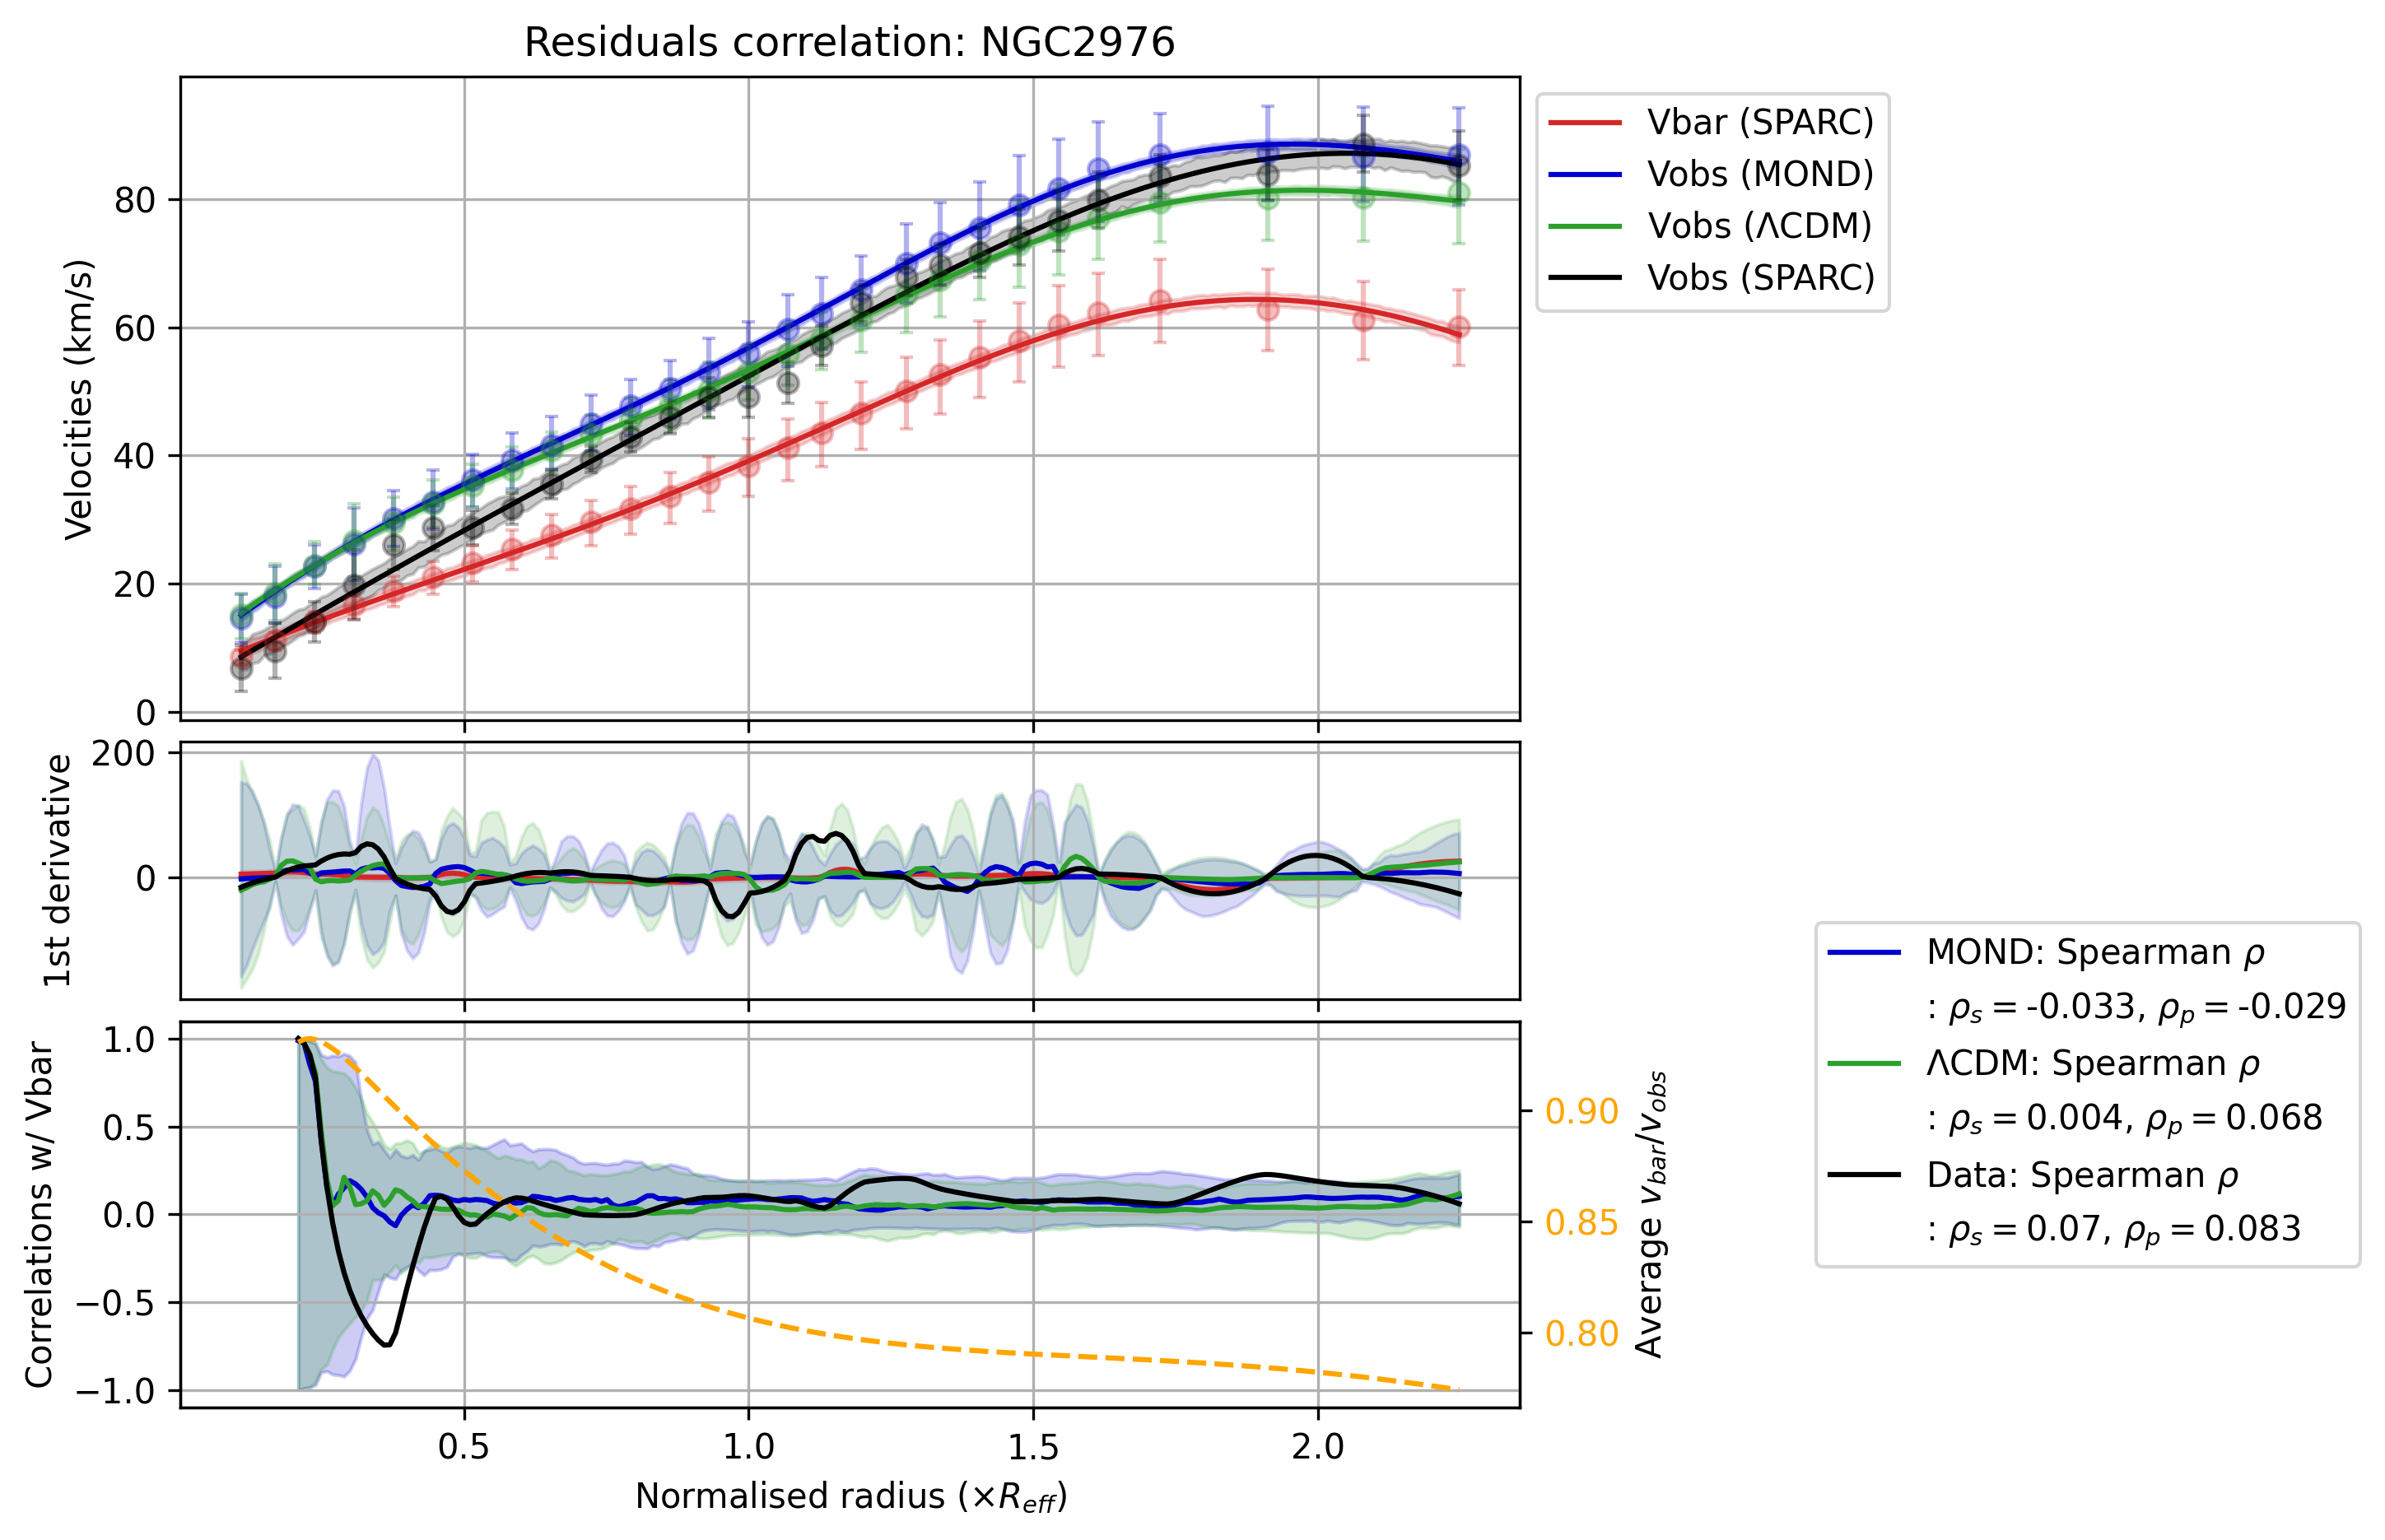 Residuals correlation: NGC2976
Velocities (km/s)
80
60
40
20
0
Vbar (SPARC)
Vobs (MOND)
Vobs (ΛCDM)
Vobs (SPARC)
1st derivative
200
0
Correlations w/ Vbar
1.0
0.5
0.0
−0.5
−1.0
0.90
0.85
0.80
Average v_bar/v_obs
MOND: Spearman ρ
: ρ_s = -0.033, ρ_p = -0.029
ΛCDM: Spearman ρ
: ρ_s = 0.004, ρ_p = 0.068
Data: Spearman ρ
: ρ_s = 0.07, ρ_p = 0.083
0.5 1.0 1.5 2.0
Normalised radius (×R_eff)